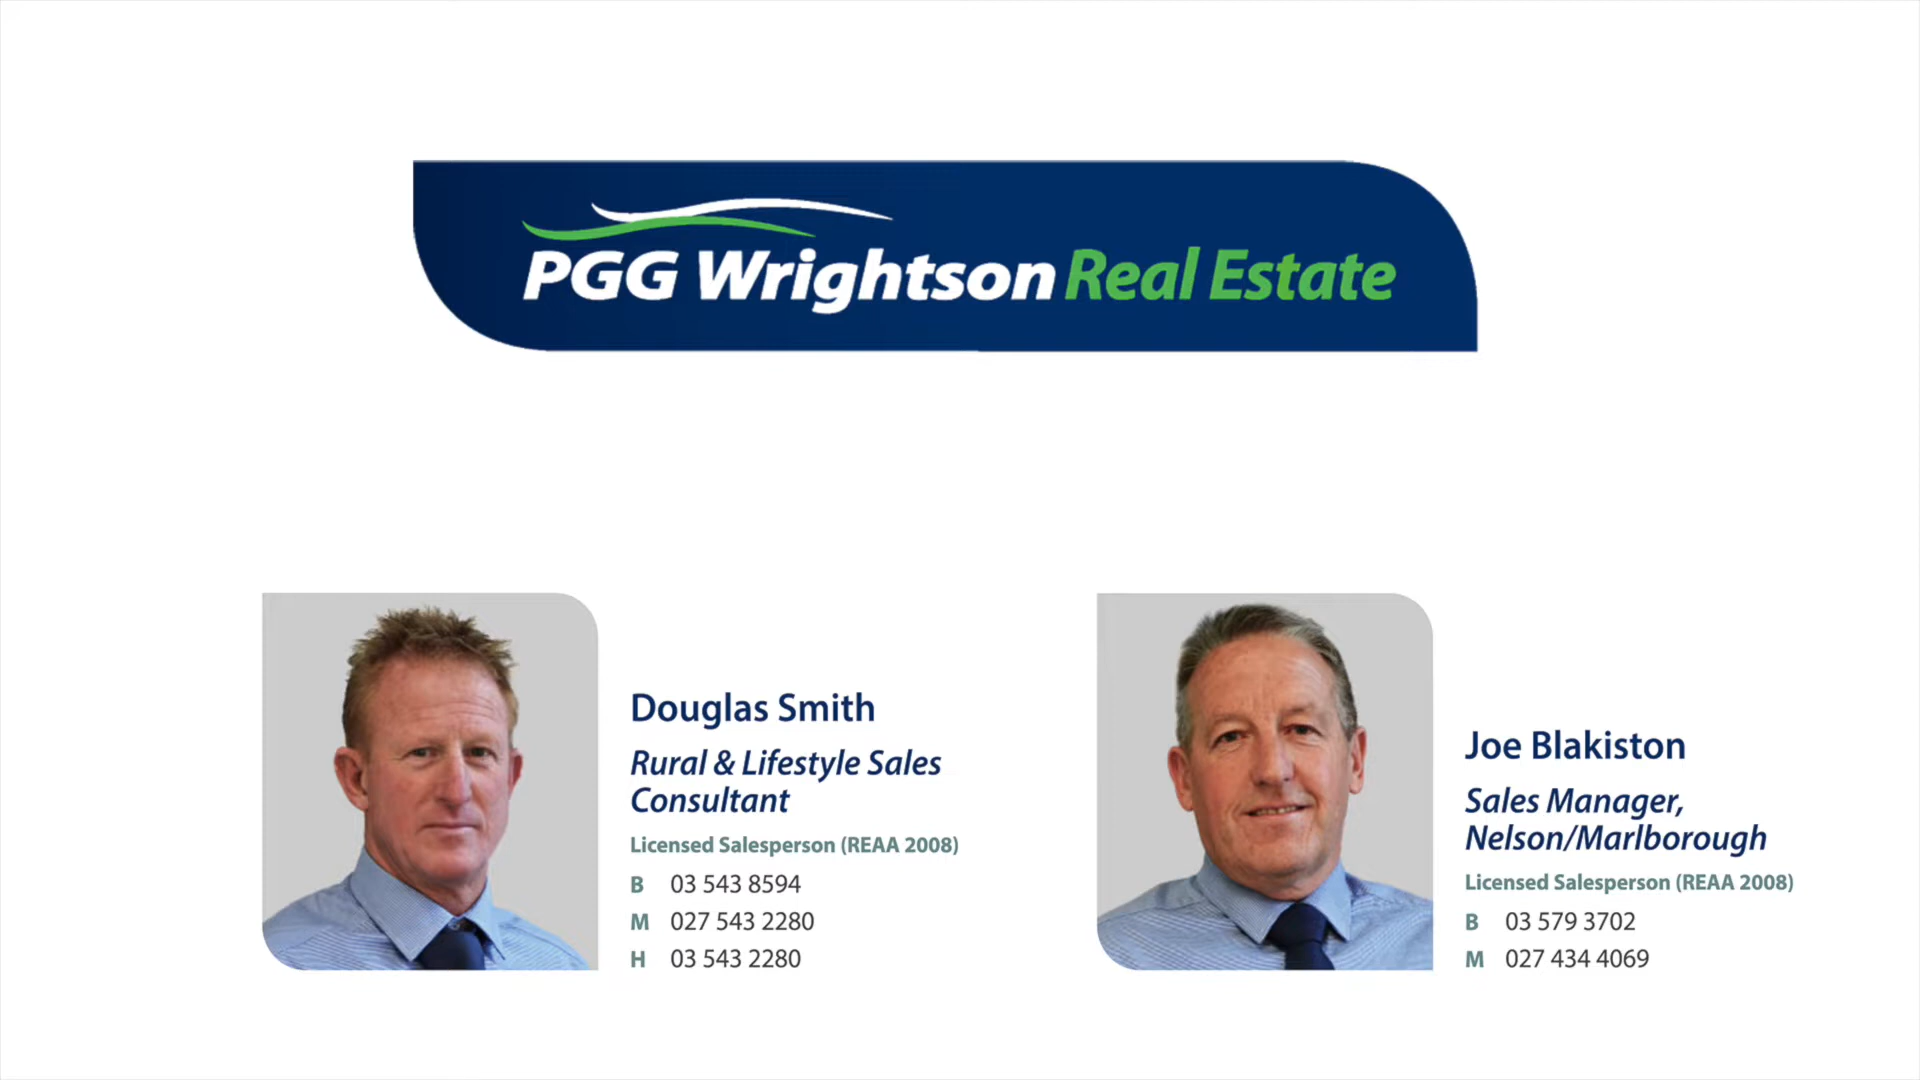 PGG Wrightson Real Estate
Douglas Smith
Rural & Lifestyle Sales
Consultant
Licensed Salesperson (REAA 2008)
B 03 543 8594
M 027 543 2280
H 03 543 2280
Joe Blakiston
Sales Manager,
Nelson/Marlborough
Licensed Salesperson (REAA 2008)
B 03 579 3702
M 027 434 4069